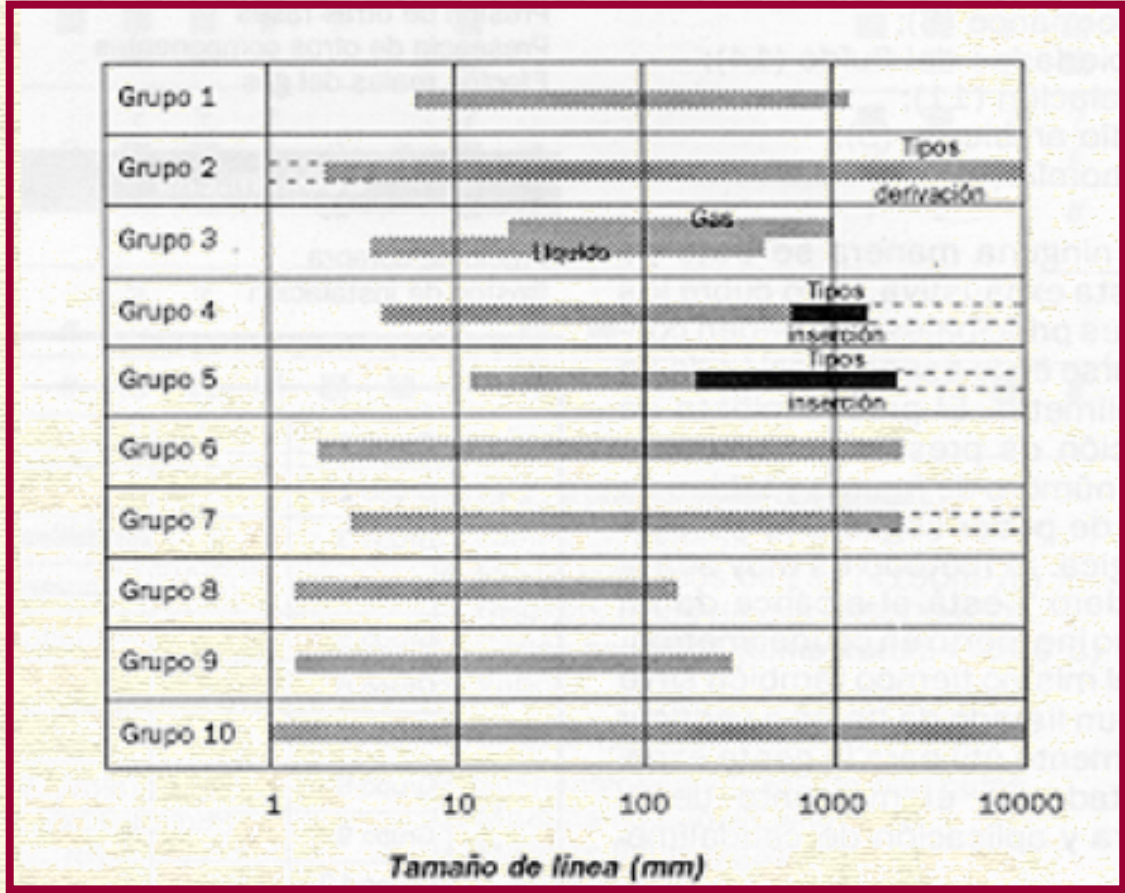 Grupo 1
Grupo 2
Tipos
derivación
Grupo 3
Gas
Líquido
Grupo 4
Tipos
inserción
Grupo 5
Tipos
inserción
Grupo 6
Grupo 7
Grupo 8
Grupo 9
Grupo 10
1 10 100 1000 10000
Tamaño de línea (mm)